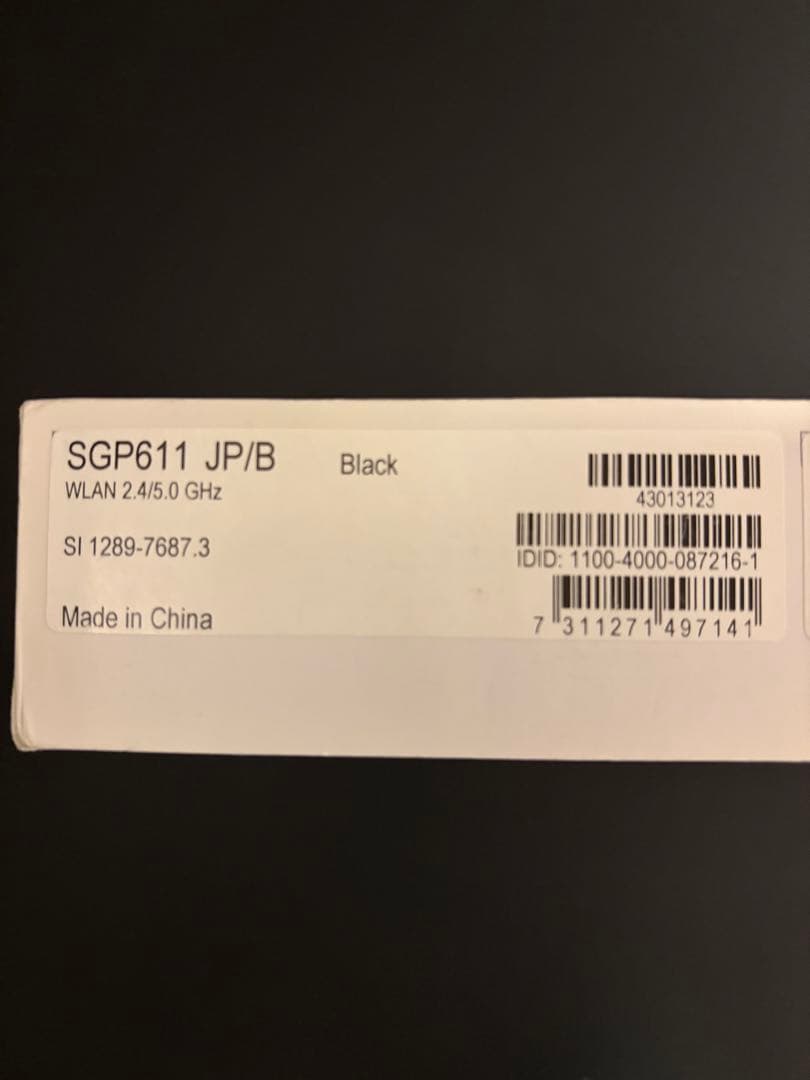 SGP611 JP/B Black
WLAN 2.4/5.0 GHz
SI 1289-7687.3
Made in China
43013123
IDID: 1100-4000-087216-1
7 311271 497141